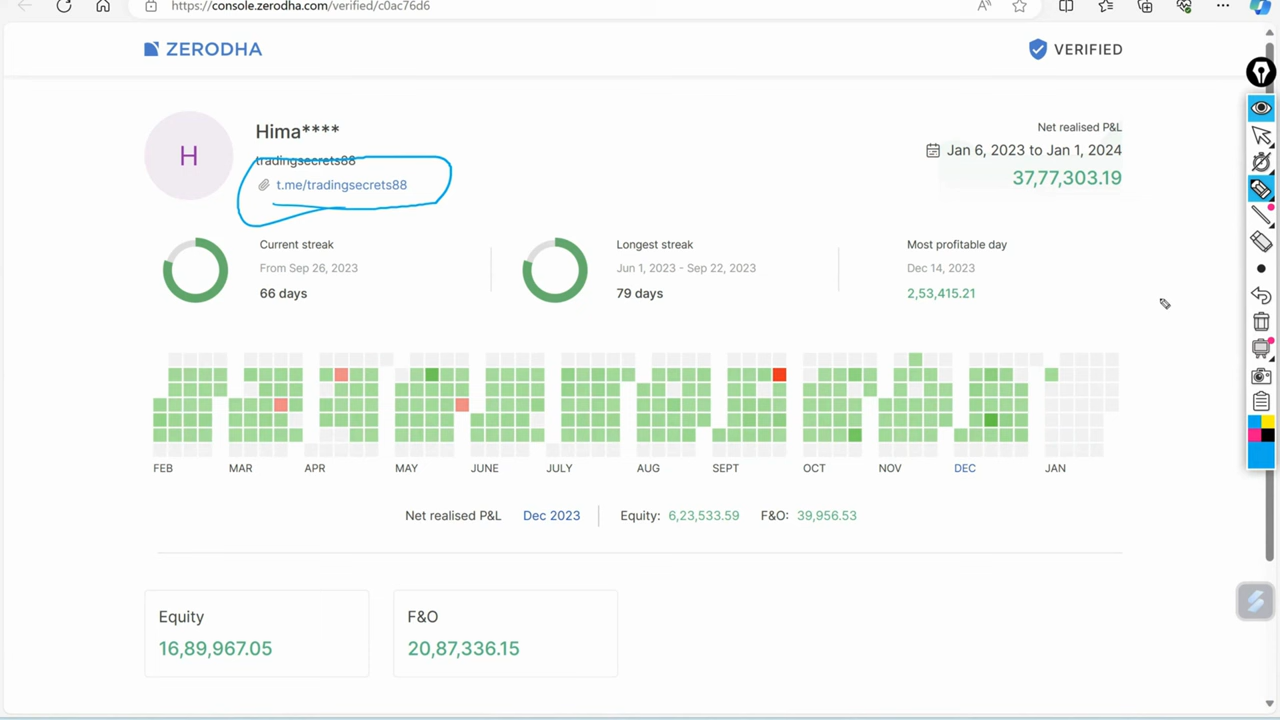 https://console.zerodha.com/verified/c0ac76d6
ZERODHA
VERIFIED
H
Hima****
tradingsecrets88
t.me/tradingsecrets88
Net realised P&L
Jan 6, 2023 to Jan 1, 2024
37,77,303.19
Current streak
From Sep 26, 2023
66 days
Longest streak
Jun 1, 2023 - Sep 22, 2023
79 days
Most profitable day
Dec 14, 2023
2,53,415.21
FEB MAR APR MAY JUNE JULY AUG SEPT OCT NOV DEC JAN
Net realised P&L Dec 2023 Equity: 6,23,533.59 F&O: 39,956.53
Equity
16,89,967.05
F&O
20,87,336.15